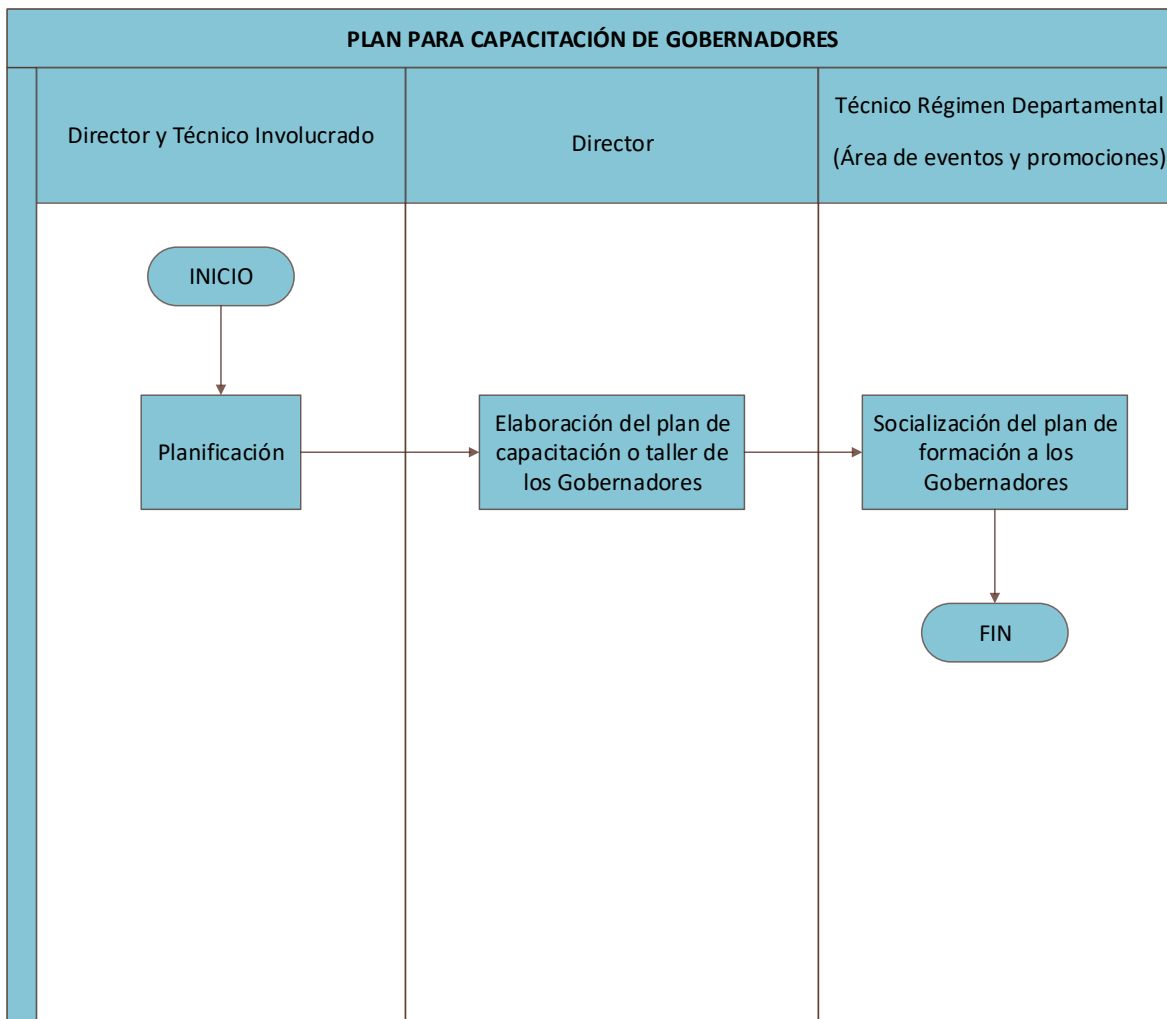 PLAN PARA CAPACITACIÓN DE GOBERNADORES
Director y Técnico Involucrado
Director
Técnico Régimen Departamental
(Área de eventos y promociones)
INICIO
Planificación
Elaboración del plan de
capacitación o taller de
los Gobernadores
Socialización del plan de
formación a los
Gobernadores
FIN